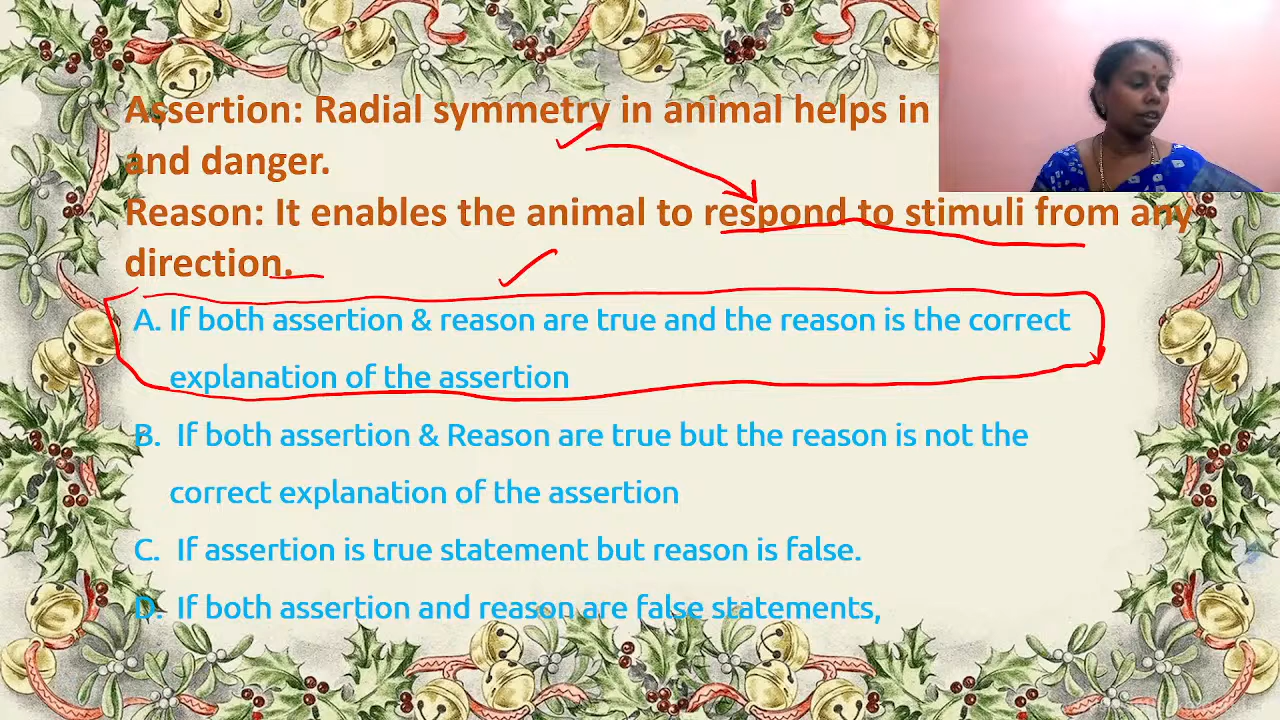 Assertion: Radial symmetry in animal helps in
and danger.
Reason: It enables the animal to respond to stimuli from any
direction.
A. If both assertion & reason are true and the reason is the correct
explanation of the assertion
B. If both assertion & Reason are true but the reason is not the
correct explanation of the assertion
C. If assertion is true statement but reason is false.
D. If both assertion and reason are false statements,